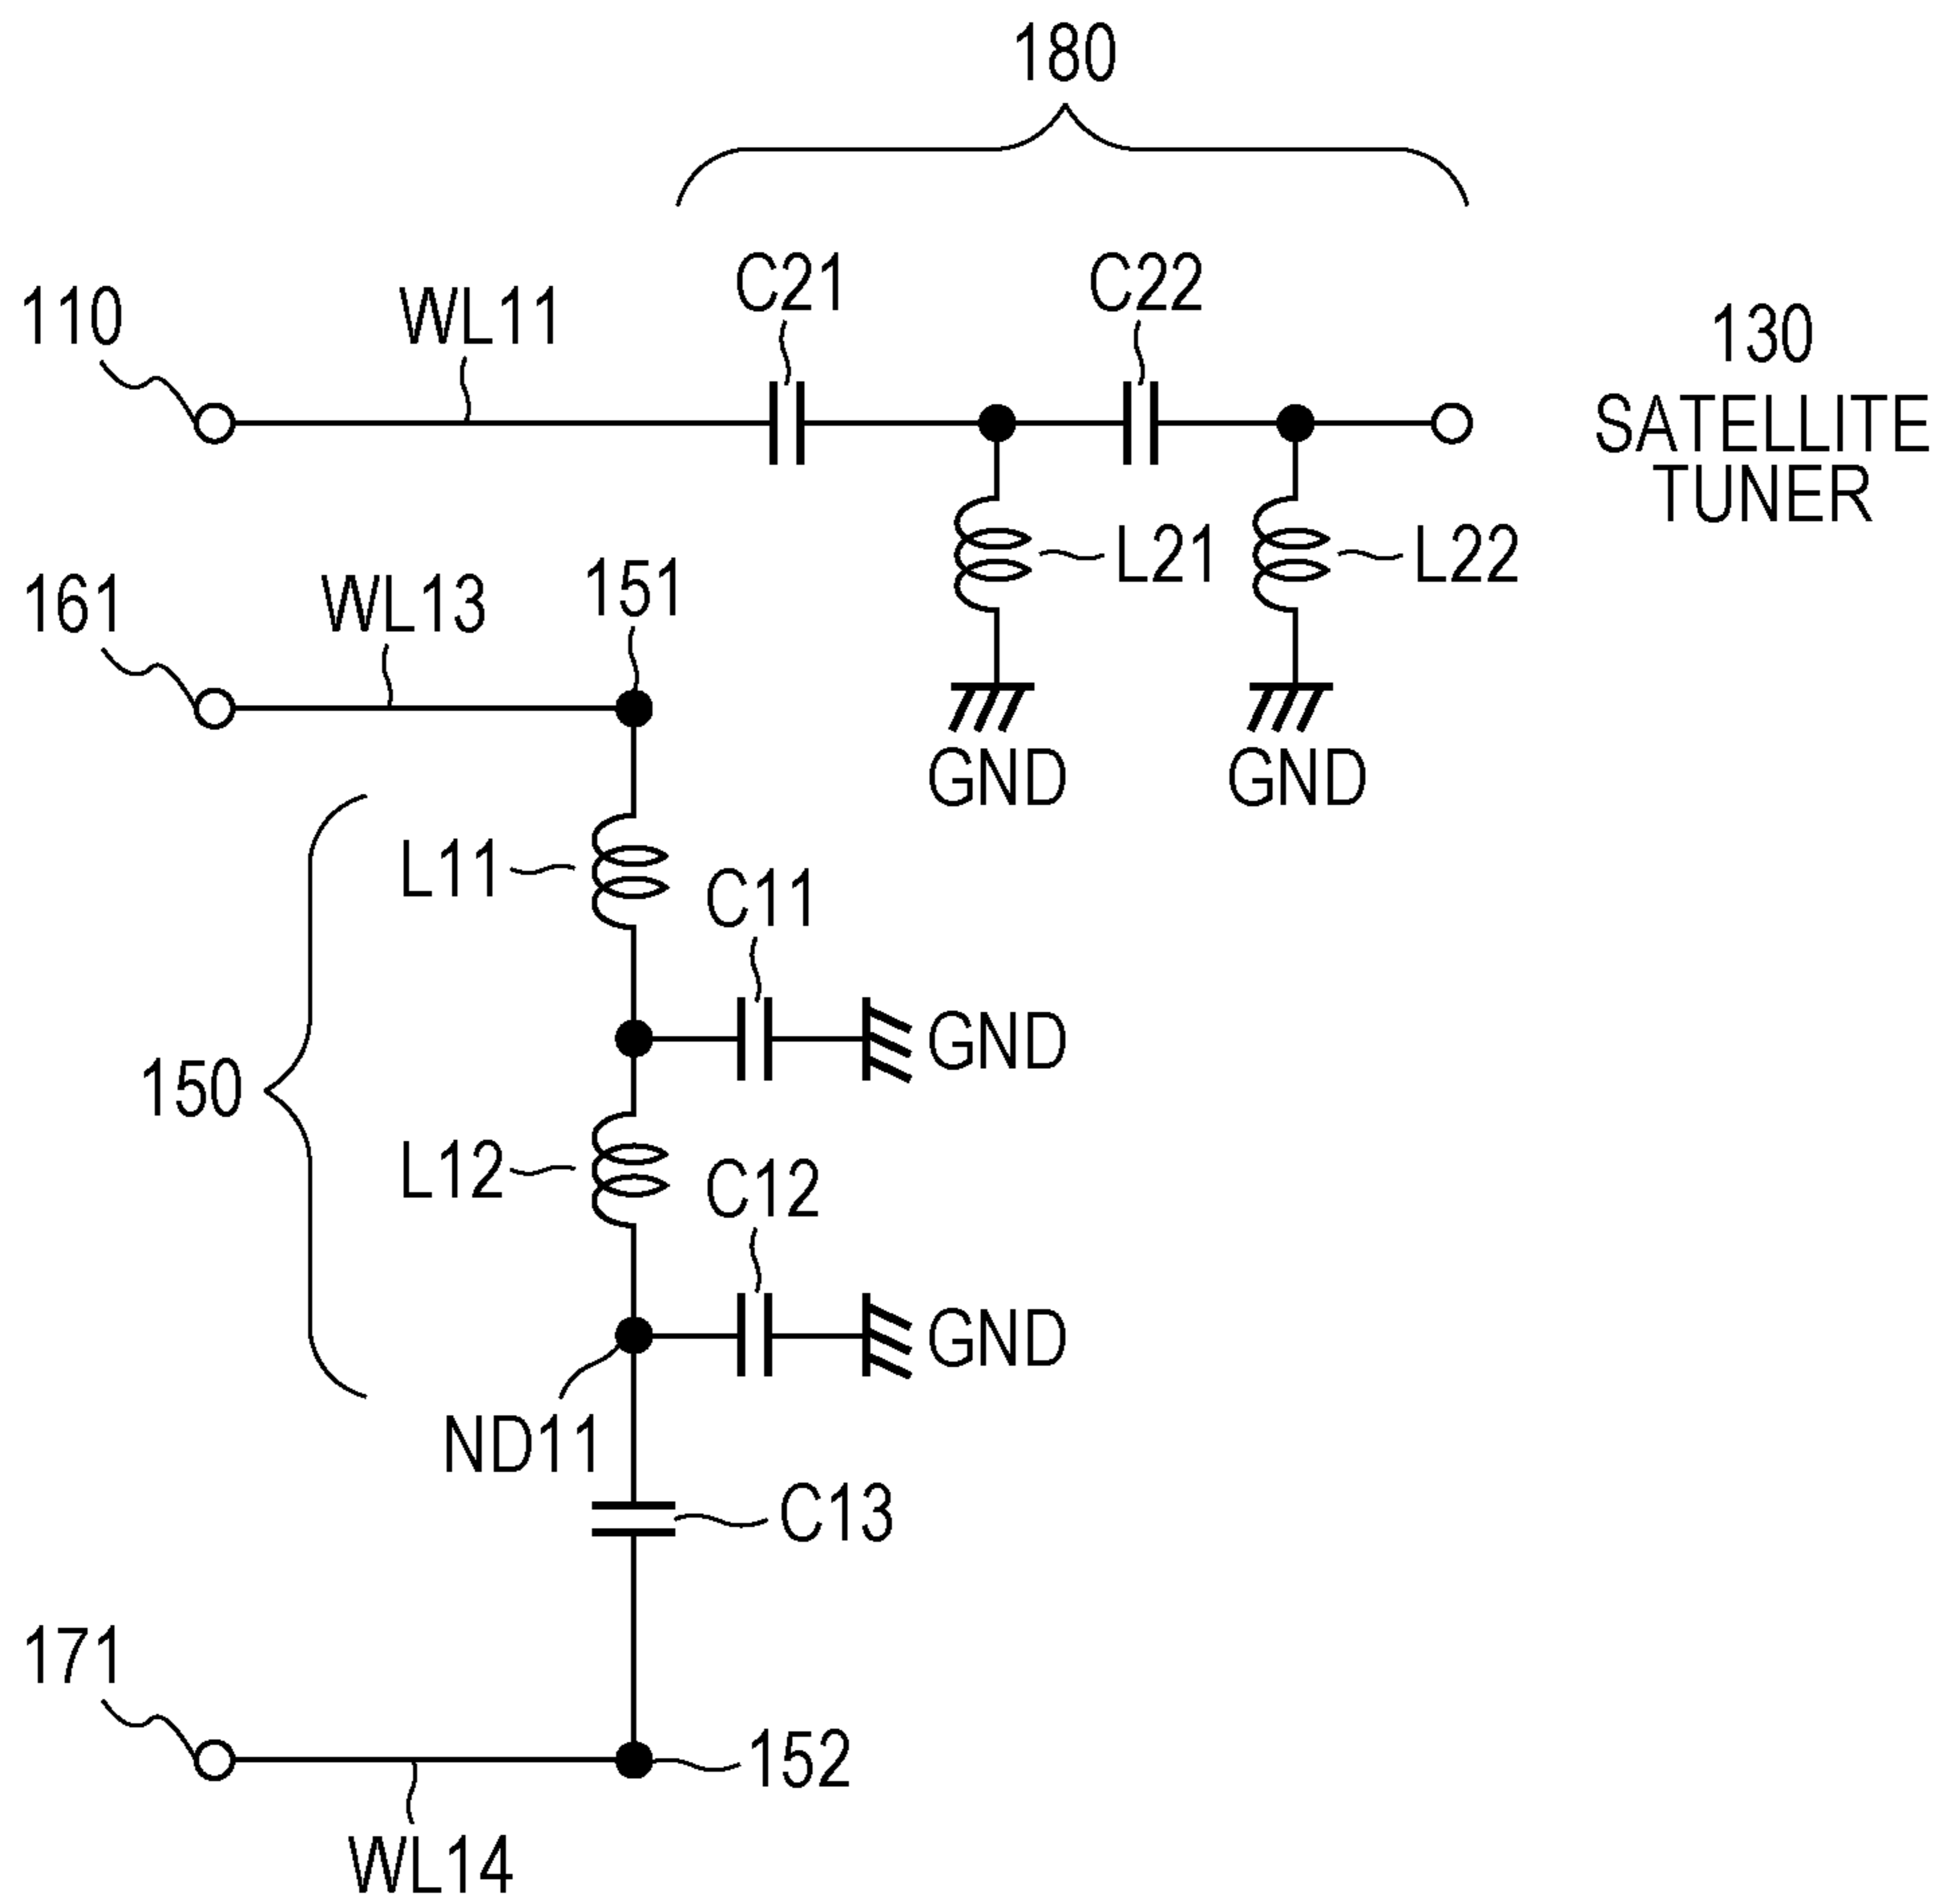 180
C21
C22
110
WL11
130
SATELLITE
TUNER
L21
L22
161
WL13
151
GND
GND
L11
C11
GND
150
L12
C12
GND
ND11
C13
171
152
WL14